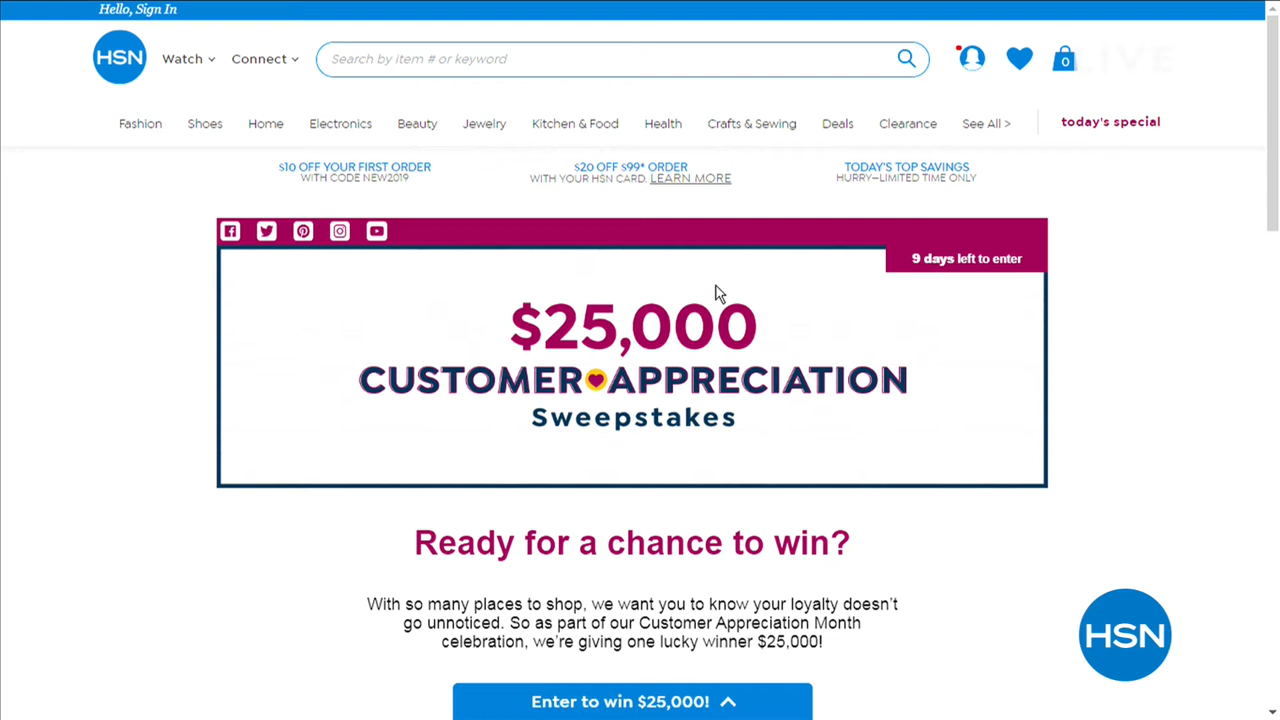 Hello, Sign In
HSN
Watch
Connect
Search by item # or keyword
0
LIVE
Fashion
Shoes
Home
Electronics
Beauty
Jewelry
Kitchen & Food
Health
Crafts & Sewing
Deals
Clearance
See All >
today's special
$10 OFF YOUR FIRST ORDER
WITH CODE NEW2019
$20 OFF $99* ORDER
WITH YOUR HSN CARD. LEARN MORE
TODAY'S TOP SAVINGS
HURRY—LIMITED TIME ONLY
9 days left to enter
$25,000
CUSTOMER APPRECIATION
Sweepstakes
Ready for a chance to win?
With so many places to shop, we want you to know your loyalty doesn't
go unnoticed. So as part of our Customer Appreciation Month
celebration, we're giving one lucky winner $25,000!
HSN
Enter to win $25,000!